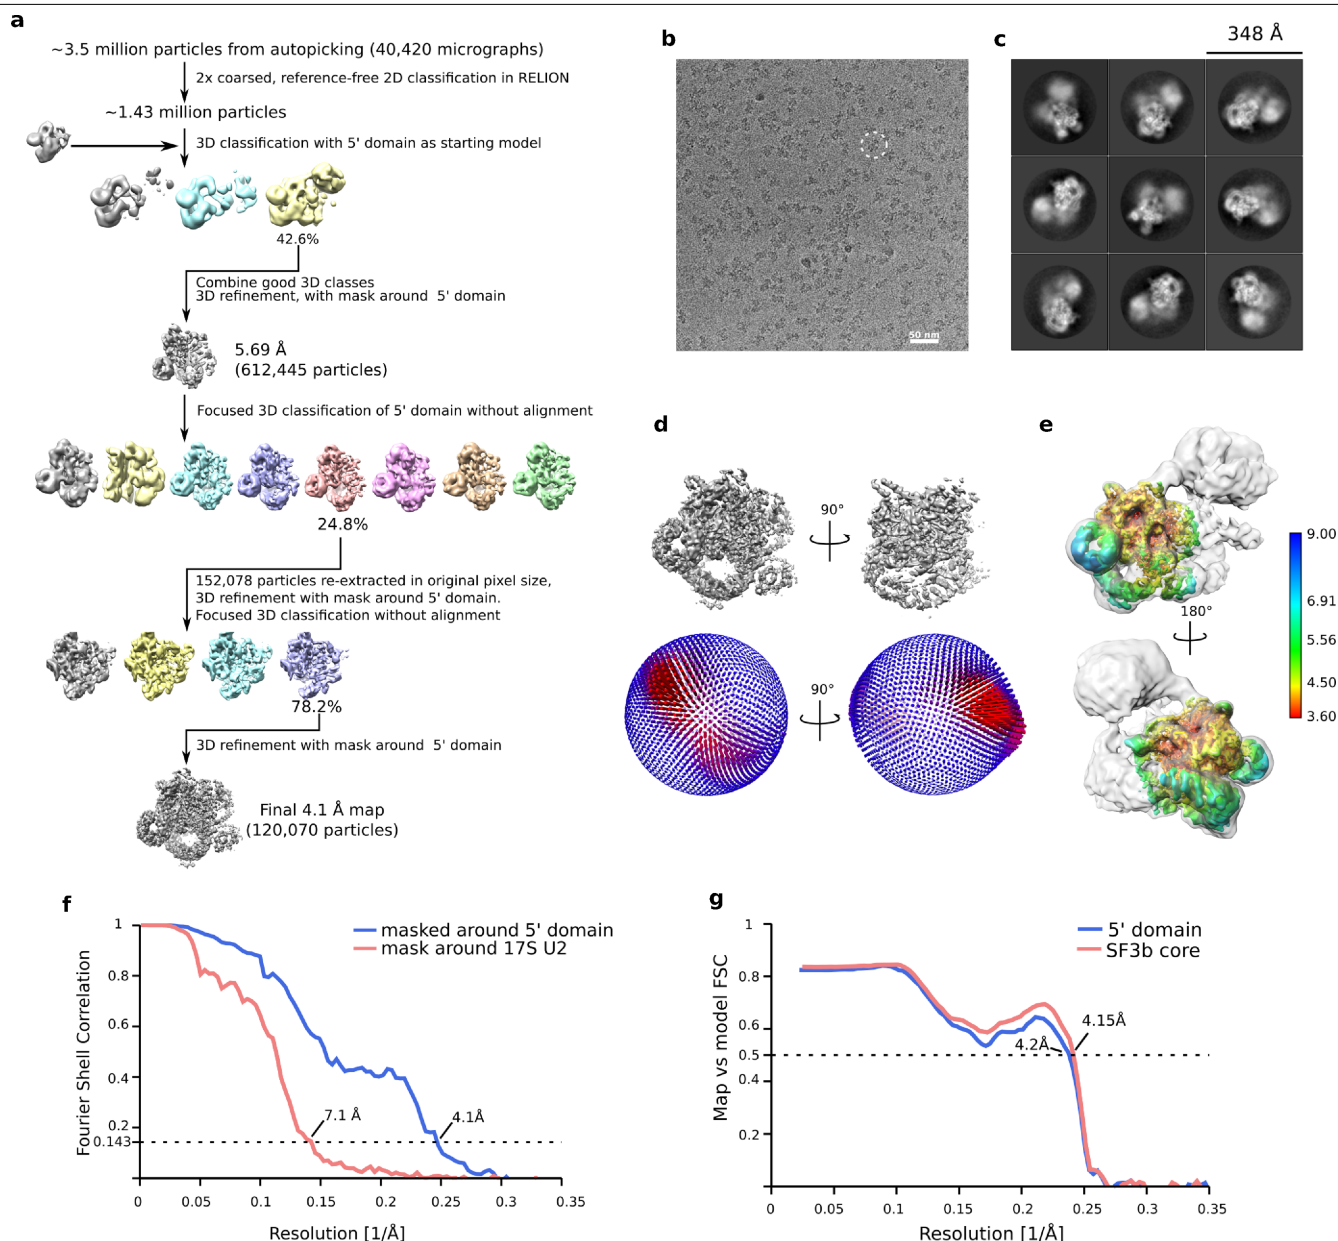 a
~3.5 million particles from autopicking (40,420 micrographs)
2x coarsed, reference-free 2D classification in RELION
~1.43 million particles
3D classification with 5' domain as starting model
42.6%
Combine good 3D classes
3D refinement, with mask around 5' domain
5.69 Å
(612,445 particles)
Focused 3D classification of 5' domain without alignment
24.8%
152,078 particles re-extracted in original pixel size,
3D refinement with mask around 5' domain.
Focused 3D classification without alignment
78.2%
3D refinement with mask around 5' domain
Final 4.1 Å map
(120,070 particles)
b
50 nm
c
348 Å
d
90°
90°
e
180°
9.00
6.91
5.56
4.50
3.60
f
masked around 5' domain
mask around 17S U2
Fourier Shell Correlation
1
0.8
0.6
0.4
0.2
0.143
7.1 Å
4.1Å
0
0.05
0.1
0.15
0.2
0.25
0.3
0.35
Resolution [1/Å]
g
5' domain
SF3b core
Map vs model FSC
1
0.8
0.6
0.5
0.4
0.2
4.15Å
4.2Å
0
0.05
0.1
0.15
0.2
0.25
0.3
0.35
Resolution [1/Å]